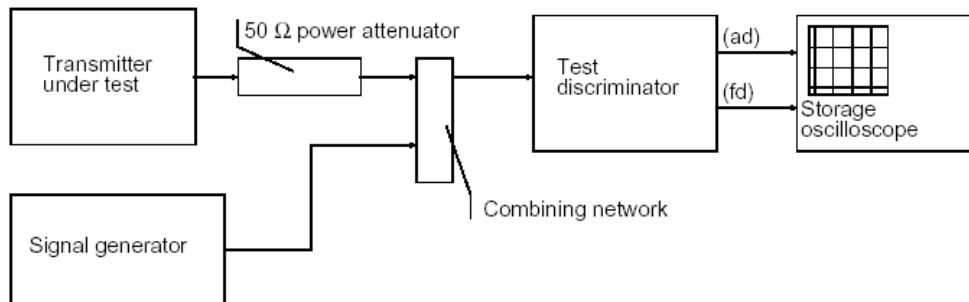 50 Ω power attenuator
Transmitter
under test
Test
discriminator
(ad)
(fd)
Storage
oscilloscope
Combining network
Signal generator